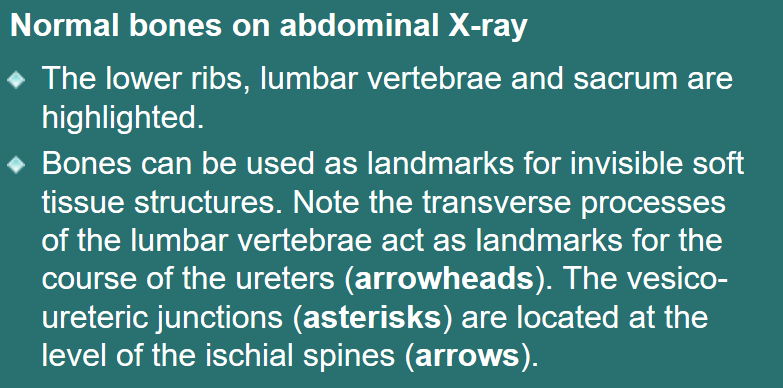 Normal bones on abdominal X-ray
The lower ribs, lumbar vertebrae and sacrum are
highlighted.
Bones can be used as landmarks for invisible soft
tissue structures. Note the transverse processes
of the lumbar vertebrae act as landmarks for the
course of the ureters (arrowheads). The vesico-
ureteric junctions (asterisks) are located at the
level of the ischial spines (arrows).